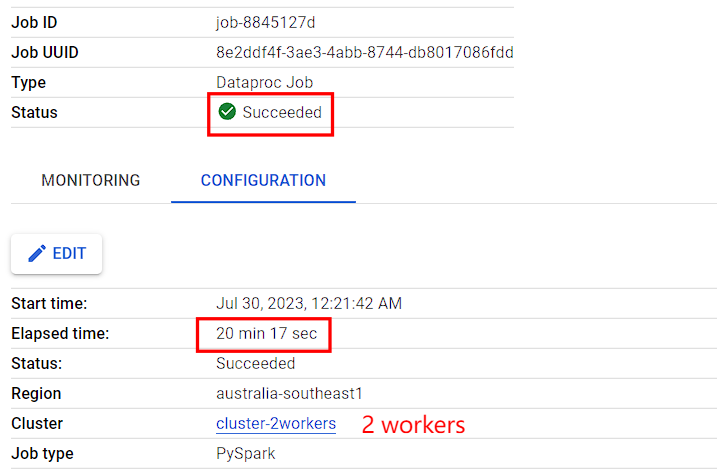 Job ID job-8845127d
Job UUID 8e2ddf4f-3ae3-4abb-8744-db8017086fdd
Type Dataproc Job
Status Succeeded
MONITORING CONFIGURATION
EDIT
Start time: Jul 30, 2023, 12:21:42 AM
Elapsed time: 20 min 17 sec
Status: Succeeded
Region australia-southeast1
Cluster cluster-2workers 2 workers
Job type PySpark